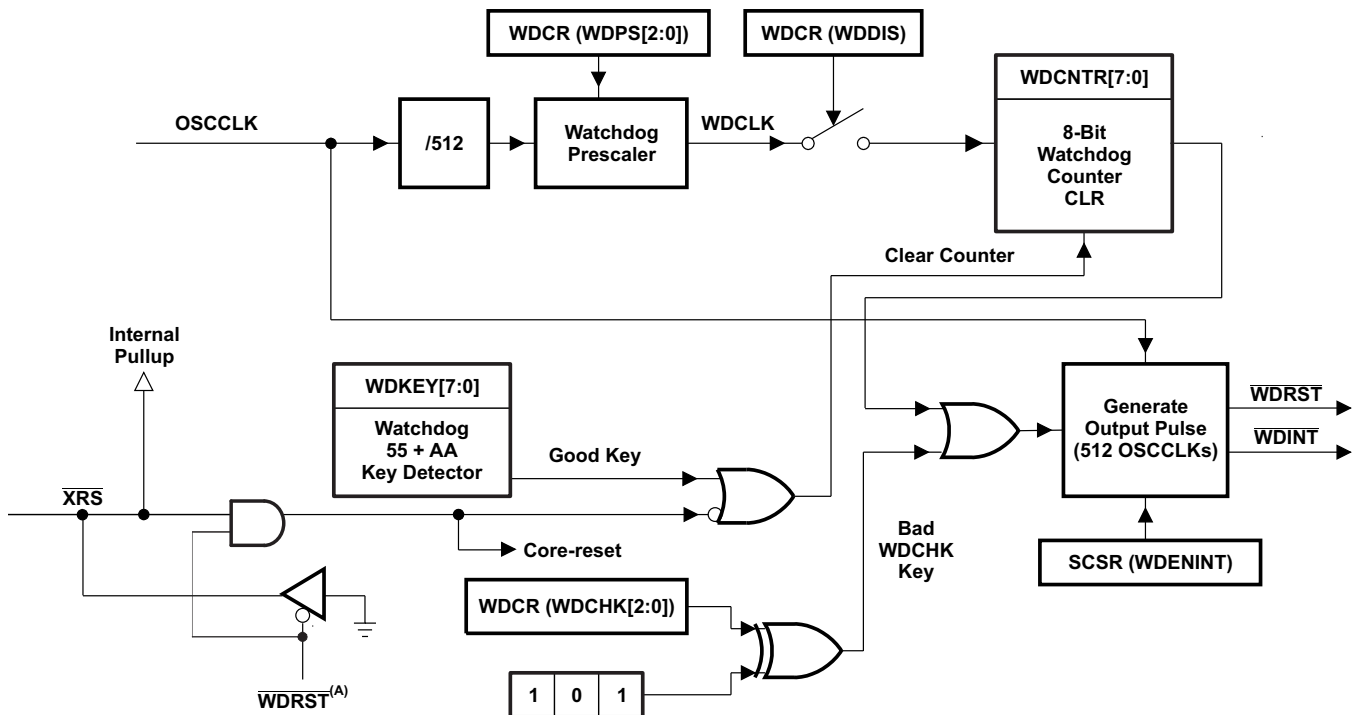 WDCR (WDPS[2:0])
WDCR (WDDIS)
WDCNTR[7:0]
OSCCLK
/512
Watchdog
Prescaler
WDCLK
8-Bit
Watchdog
Counter
CLR
Clear Counter
Internal
Pullup
WDKEY[7:0]
Watchdog
55 + AA
Key Detector
Good Key
Generate
Output Pulse
(512 OSCCLKs)
WDRST
WDINT
XRS
Core-reset
Bad
WDCHK
Key
SCSR (WDENINT)
WDCR (WDCHK[2:0])
WDRST(A)
1 0 1